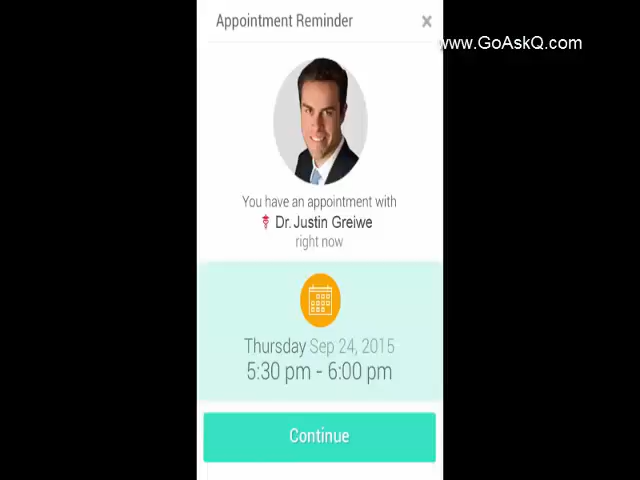 Appointment Reminder ×
www.GoAskQ.com
You have an appointment with
Dr. Justin Greiwe
right now
Thursday Sep 24, 2015
5:30 pm - 6:00 pm
Continue